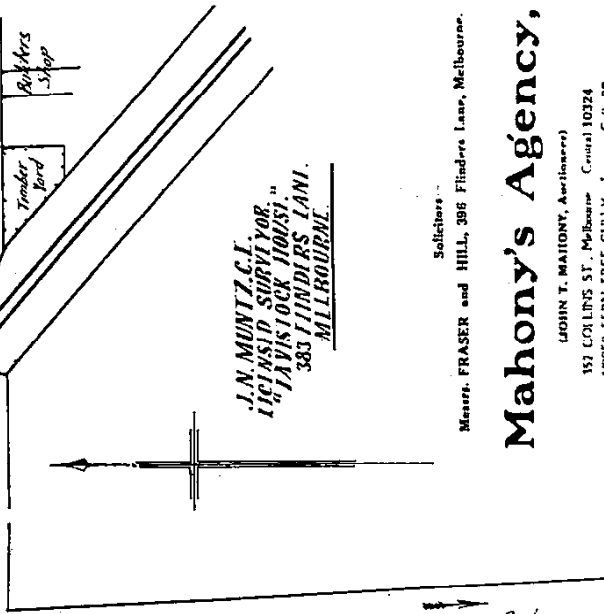 Butchers
Shop
Timber
Yard
J.N. MUNTZ. C.E.
LICENSED SURVEYOR.
"TAVISTOCK HOUSE."
383 FLINDERS LANE.
MELBOURNE.
Solicitors:-
Messrs. FRASER and HILL, 396 Flinders Lane, Melbourne.
Mahony's Agency,
(JOHN T. MAHONY, Auctioneer)
157 COLLINS ST. Melbourne Central 10324